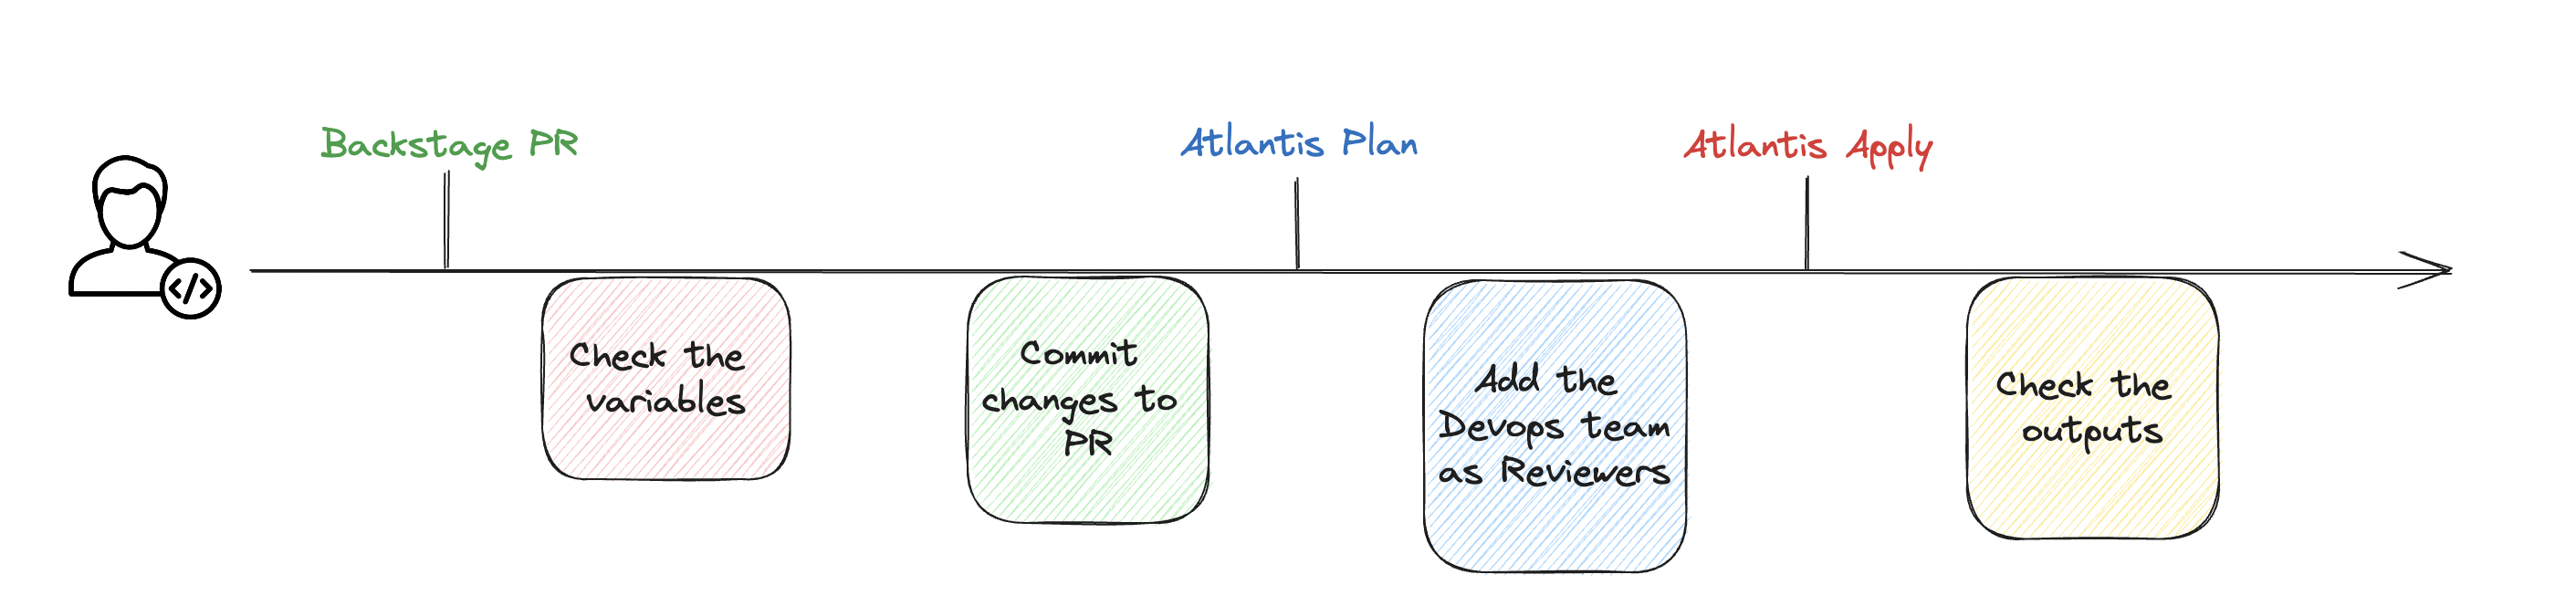 Backstage PR
Atlantis Plan
Atlantis Apply
</>
Check the
variables
Commit
changes to
PR
Add the
Devops team
as Reviewers
Check the
outputs